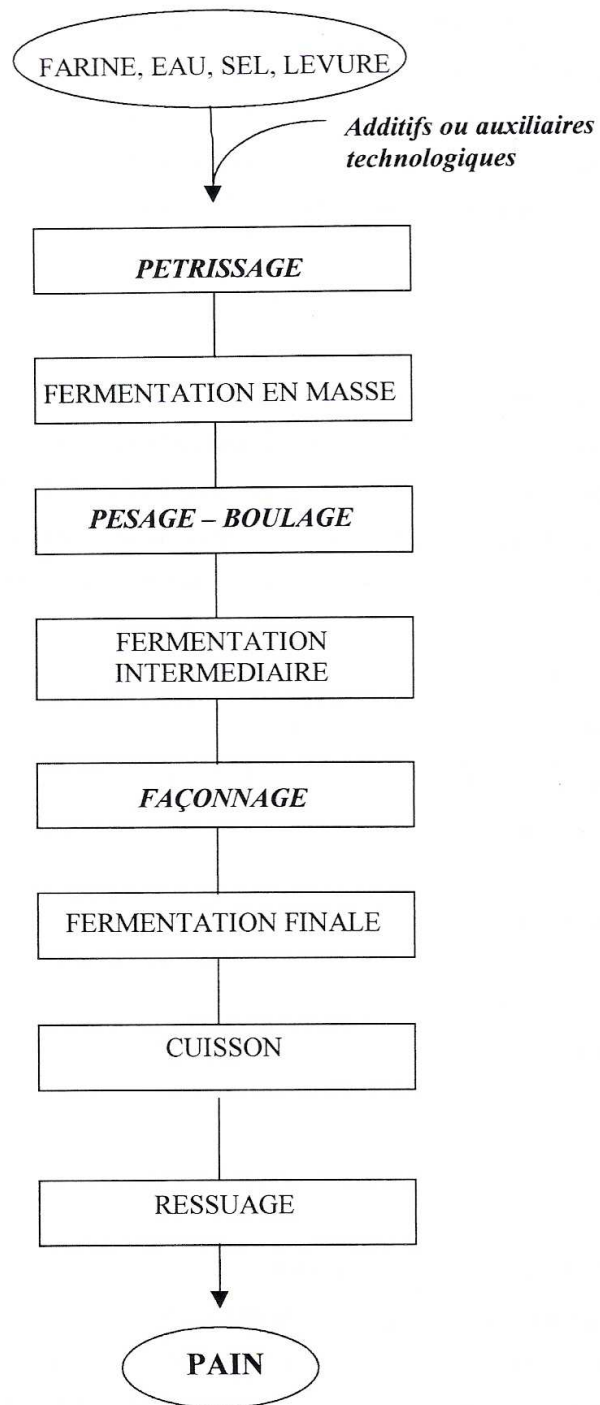 FARINE, EAU, SEL, LEVURE
Additifs ou auxiliaires
technologiques
PETRISSAGE
FERMENTATION EN MASSE
PESAGE – BOULAGE
FERMENTATION
INTERMEDIAIRE
FAÇONNAGE
FERMENTATION FINALE
CUISSON
RESSUAGE
PAIN